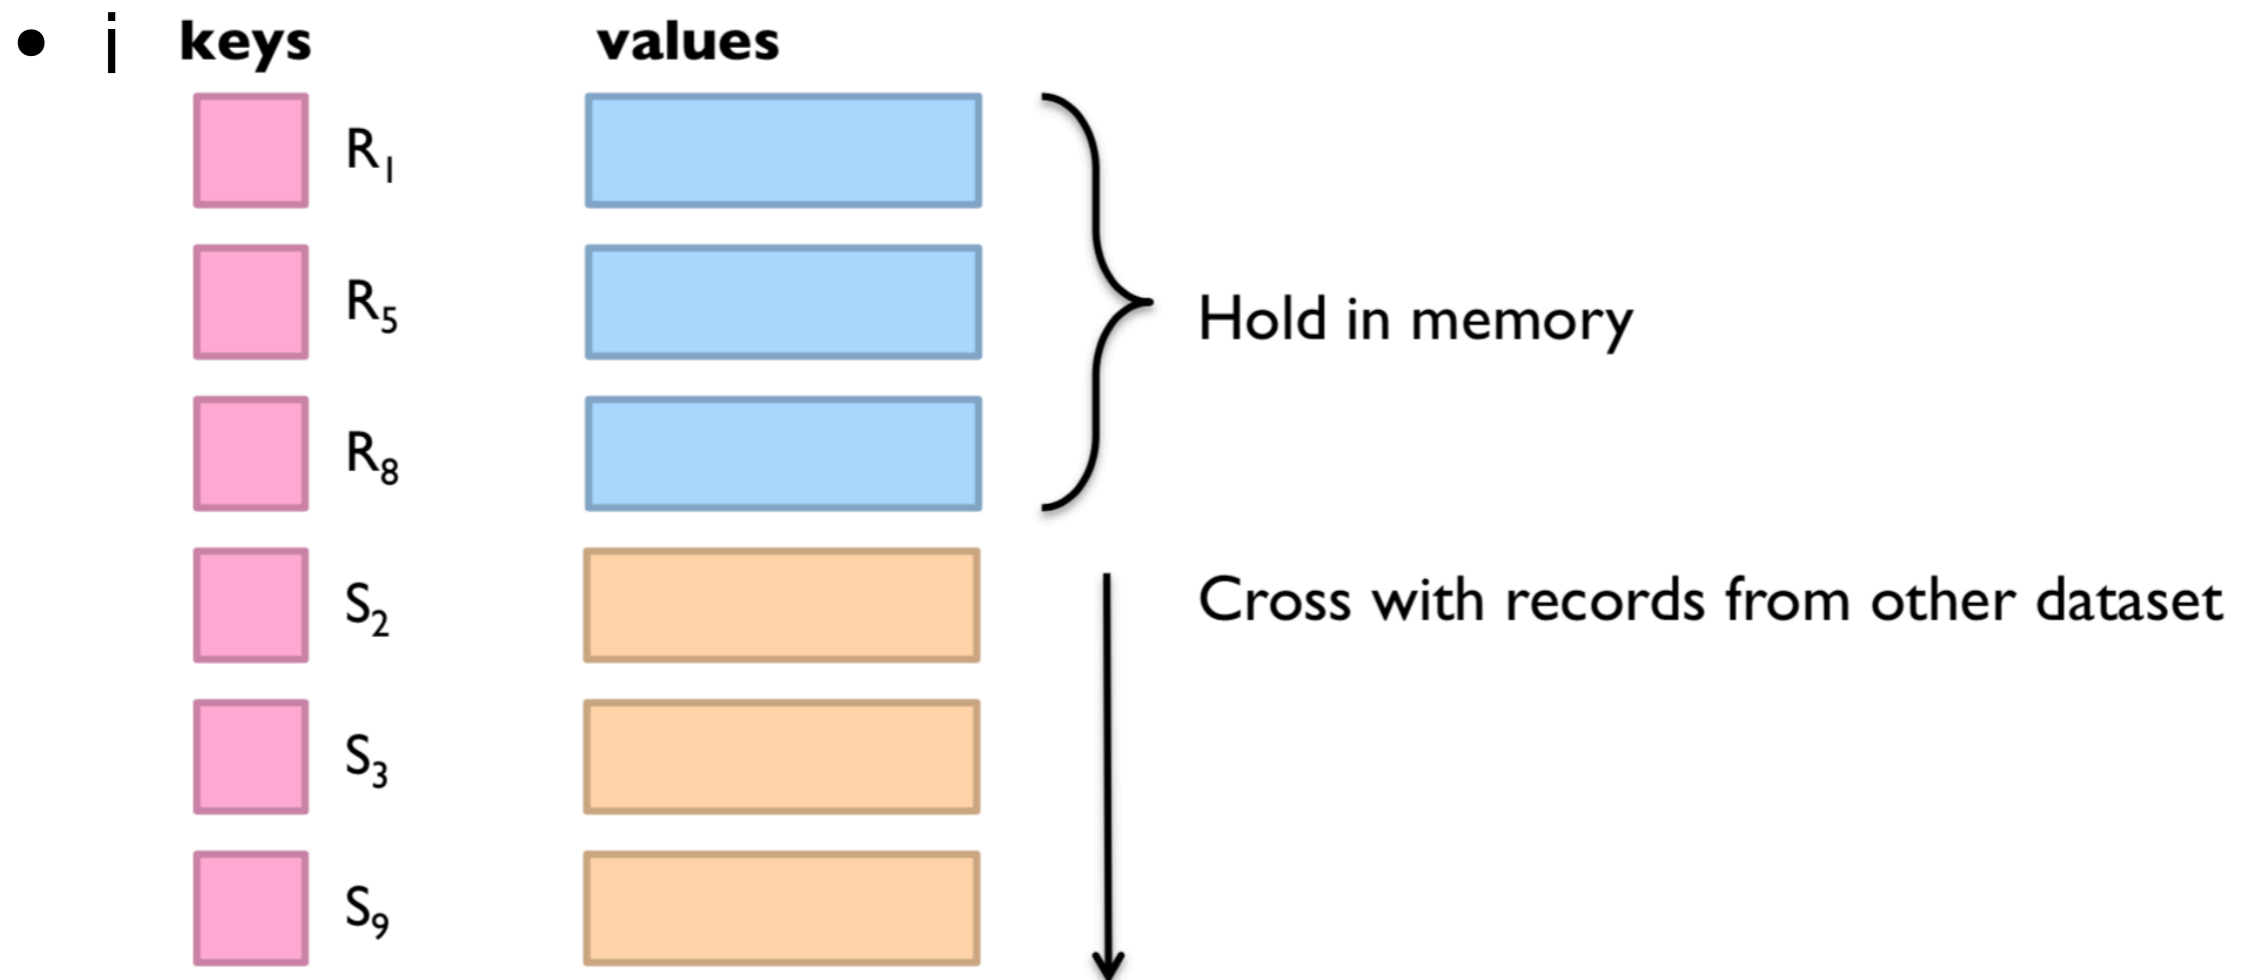 • i keys values
R₁
R₅
Hold in memory
R₈
S₂
Cross with records from other dataset
S₃
S₉